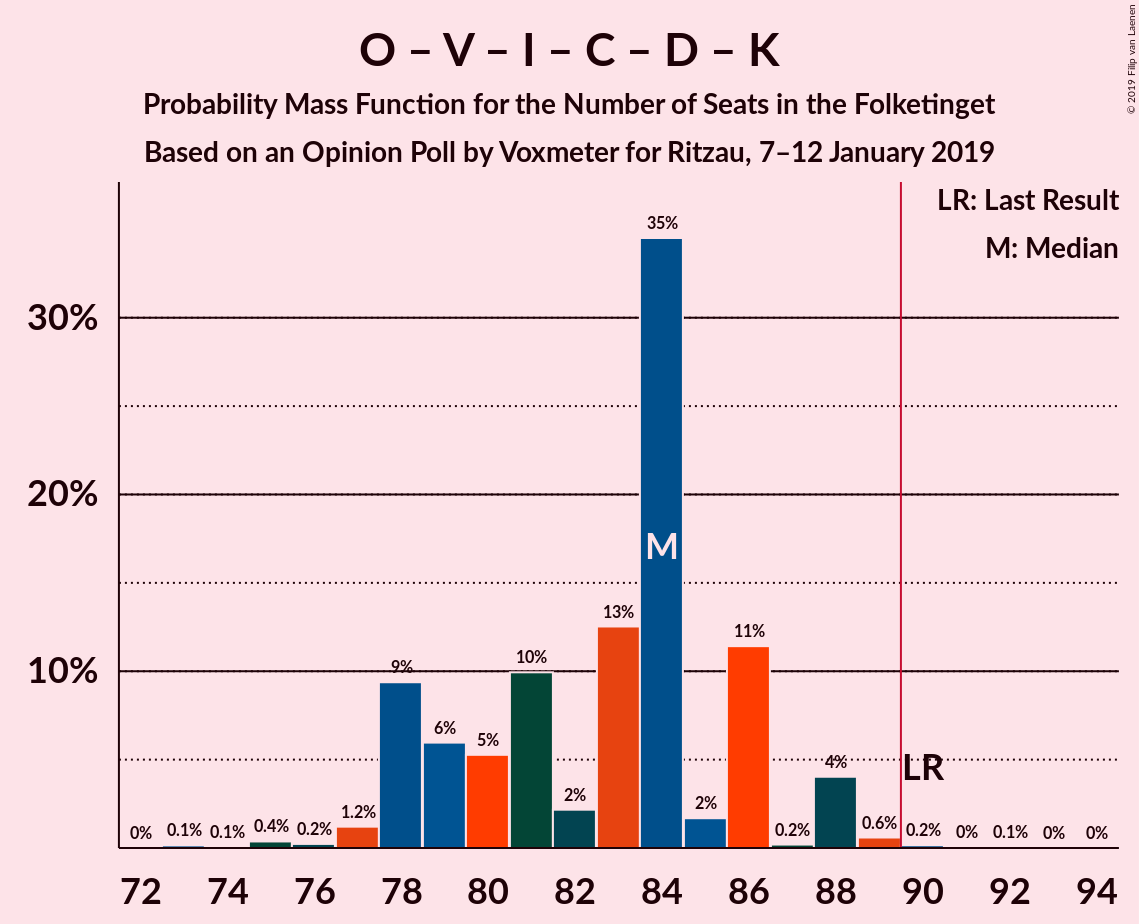 O – V – I – C – D – K
Probability Mass Function for the Number of Seats in the Folketinget
Based on an Opinion Poll by Voxmeter for Ritzau, 7–12 January 2019
© 2019 Filip van Laenen
LR: Last Result
M: Median
35%
30%
20%
M
13%
11%
10%
10%
9%
6%
5%
4%
LR
2%
2%
1.2%
0%
0.1%
0.1%
0.4%
0.2%
0.2%
0.6%
0.2%
0%
0.1%
0%
0%
72 74 76 78 80 82 84 86 88 90 92 94